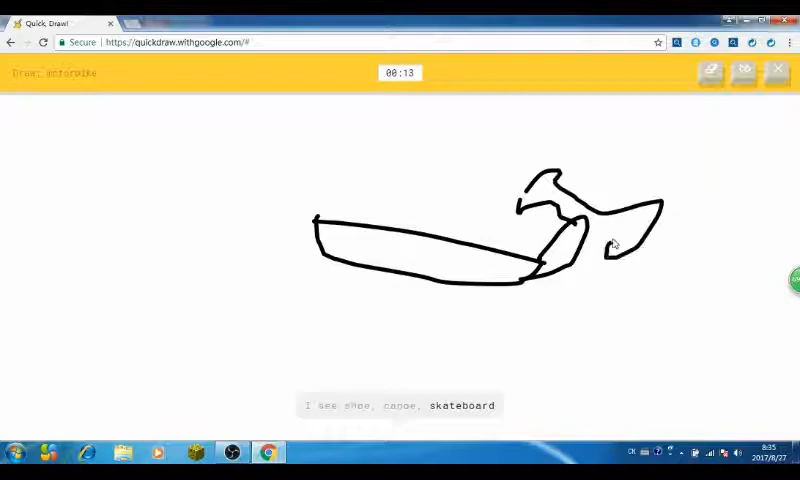 Quick, Draw!
Secure https://quickdraw.withgoogle.com/#
Draw: motorbike
00:13
I see shoe, canoe, skateboard
CH
8:35
2017/8/27